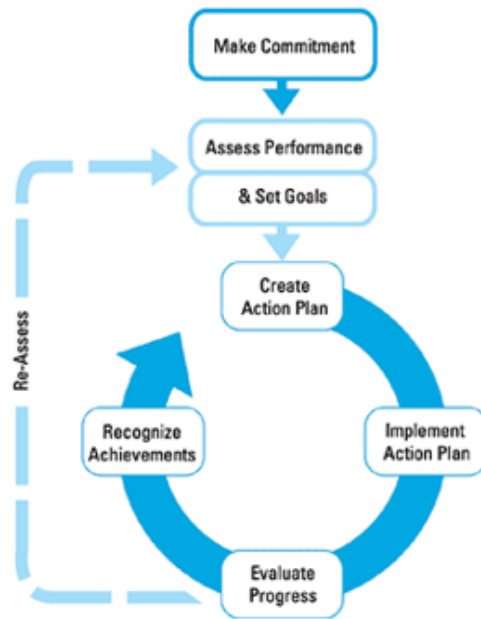 Make Commitment
Assess Performance
& Set Goals
Create
Action Plan
Re-Assess
Recognize
Achievements
Implement
Action Plan
Evaluate
Progress